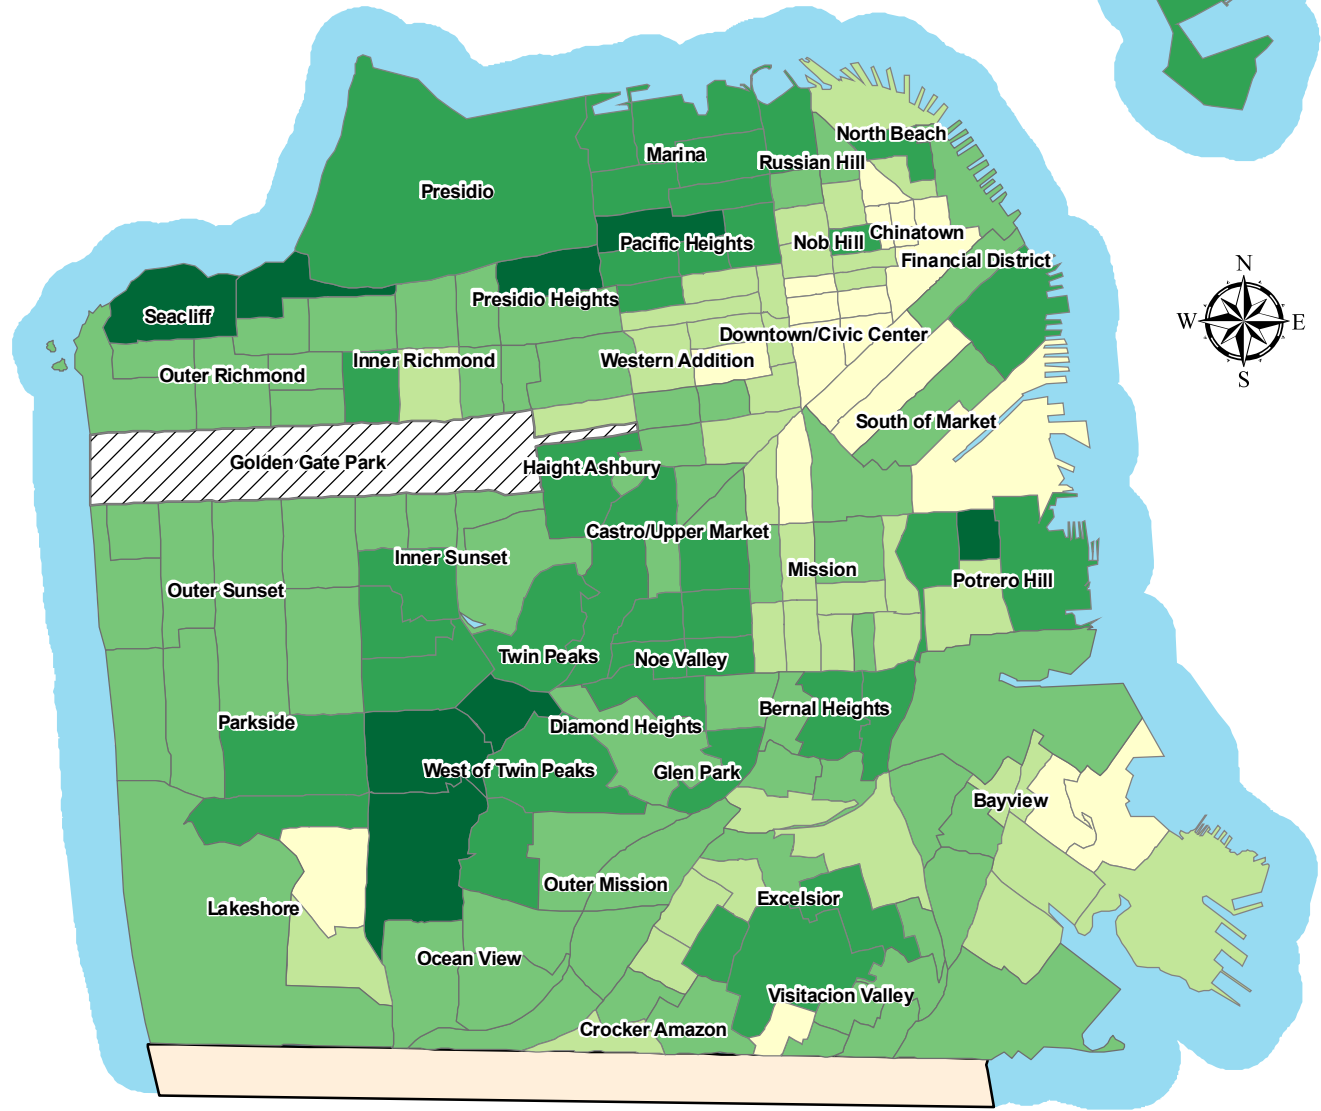 North Beach
Marina
Russian Hill
Presidio
Chinatown
Pacific Heights
Nob Hill
Financial District
N
W
E
S
Presidio Heights
Seacliff
Downtown/Civic Center
Inner Richmond
Western Addition
Outer Richmond
South of Market
Golden Gate Park
Haight Ashbury
Castro/Upper Market
Inner Sunset
Mission
Potrero Hill
Outer Sunset
Twin Peaks
Noe Valley
Bernal Heights
Parkside
Diamond Heights
West of Twin Peaks
Glen Park
Bayview
Outer Mission
Excelsior
Lakeshore
Ocean View
Visitacion Valley
Crocker Amazon